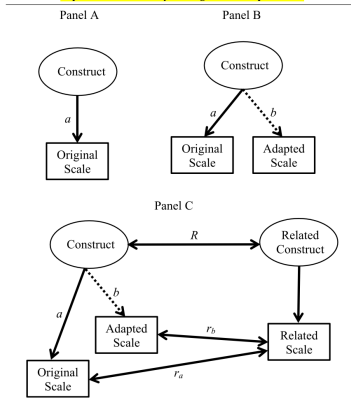 Panel A
Panel B
Construct
a
Original
Scale
Construct
a
b
Original
Scale
Adapted
Scale
Panel C
Construct
R
Related
Construct
a
b
Adapted
Scale
r_b
Related
Scale
Original
Scale
r_a